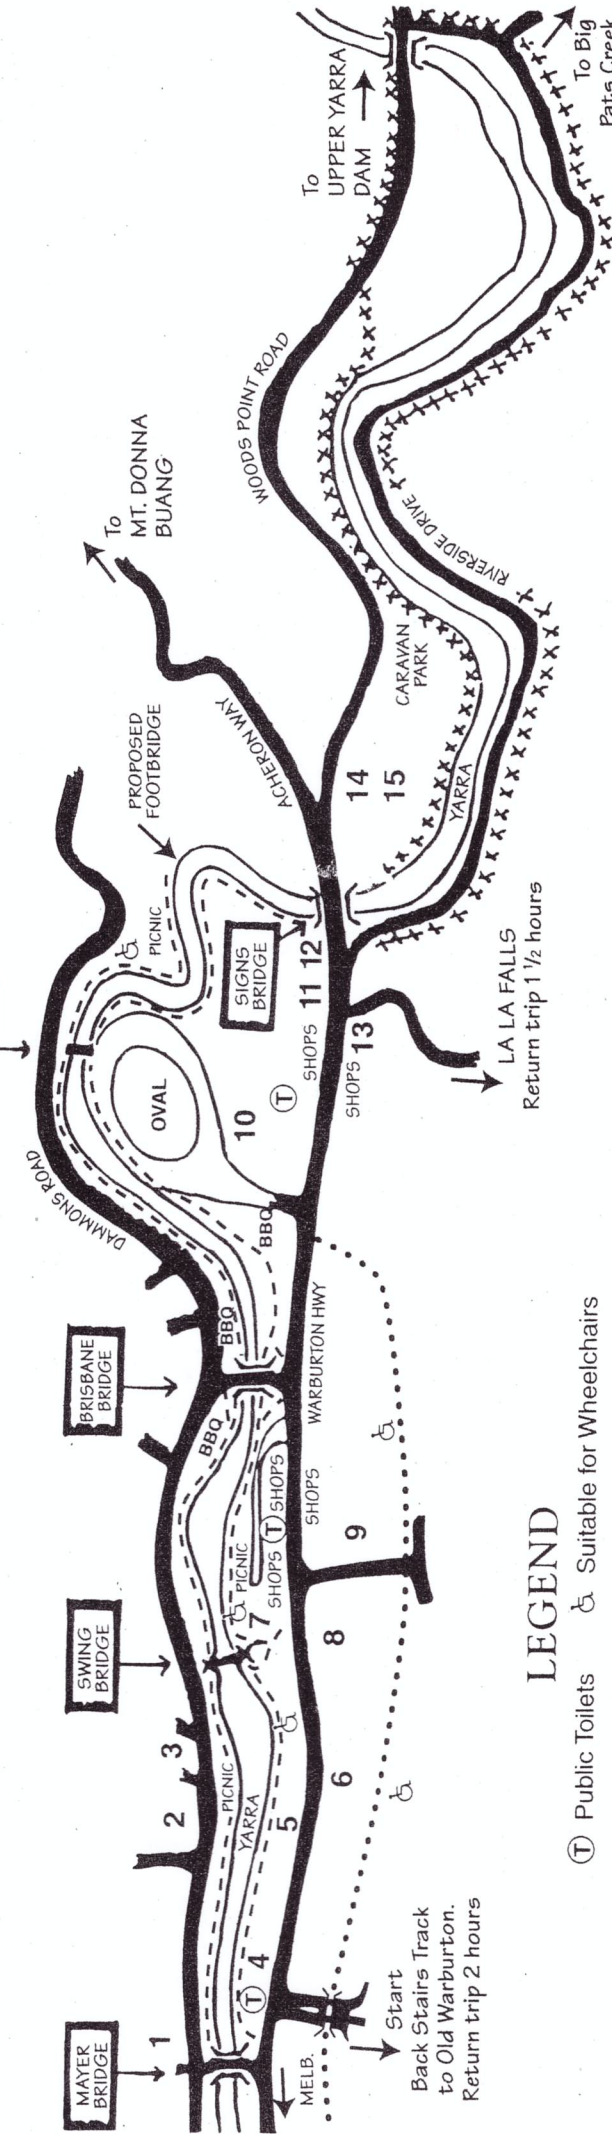 MAYER
BRIDGE
1
2
3
SWING
BRIDGE
BRISBANE
BRIDGE
DAMMONS ROAD
PICNIC
YARRA
BBQ
BBQ
OVAL
PICNIC
PROPOSED
FOOTBRIDGE
To
MT. DONNA
BUANG
ACHERON WAY
WOODS POINT ROAD
To
UPPER YARRA
DAM
To Big
Pats Creek
T
4
5
6
7
PICNIC
SHOPS
T
SHOPS
8
SHOPS
9
WARBURTON HWY
BBQ
10
T
SHOPS
11
12
SIGNS
BRIDGE
SHOPS
13
14
15
CARAVAN
PARK
YARRA
RIVERSIDE DRIVE
MELB.
Start
Back Stairs Track
to Old Warburton.
Return trip 2 hours
LA LA FALLS
Return trip 1 ½ hours
LEGEND
T Public Toilets
Suitable for Wheelchairs